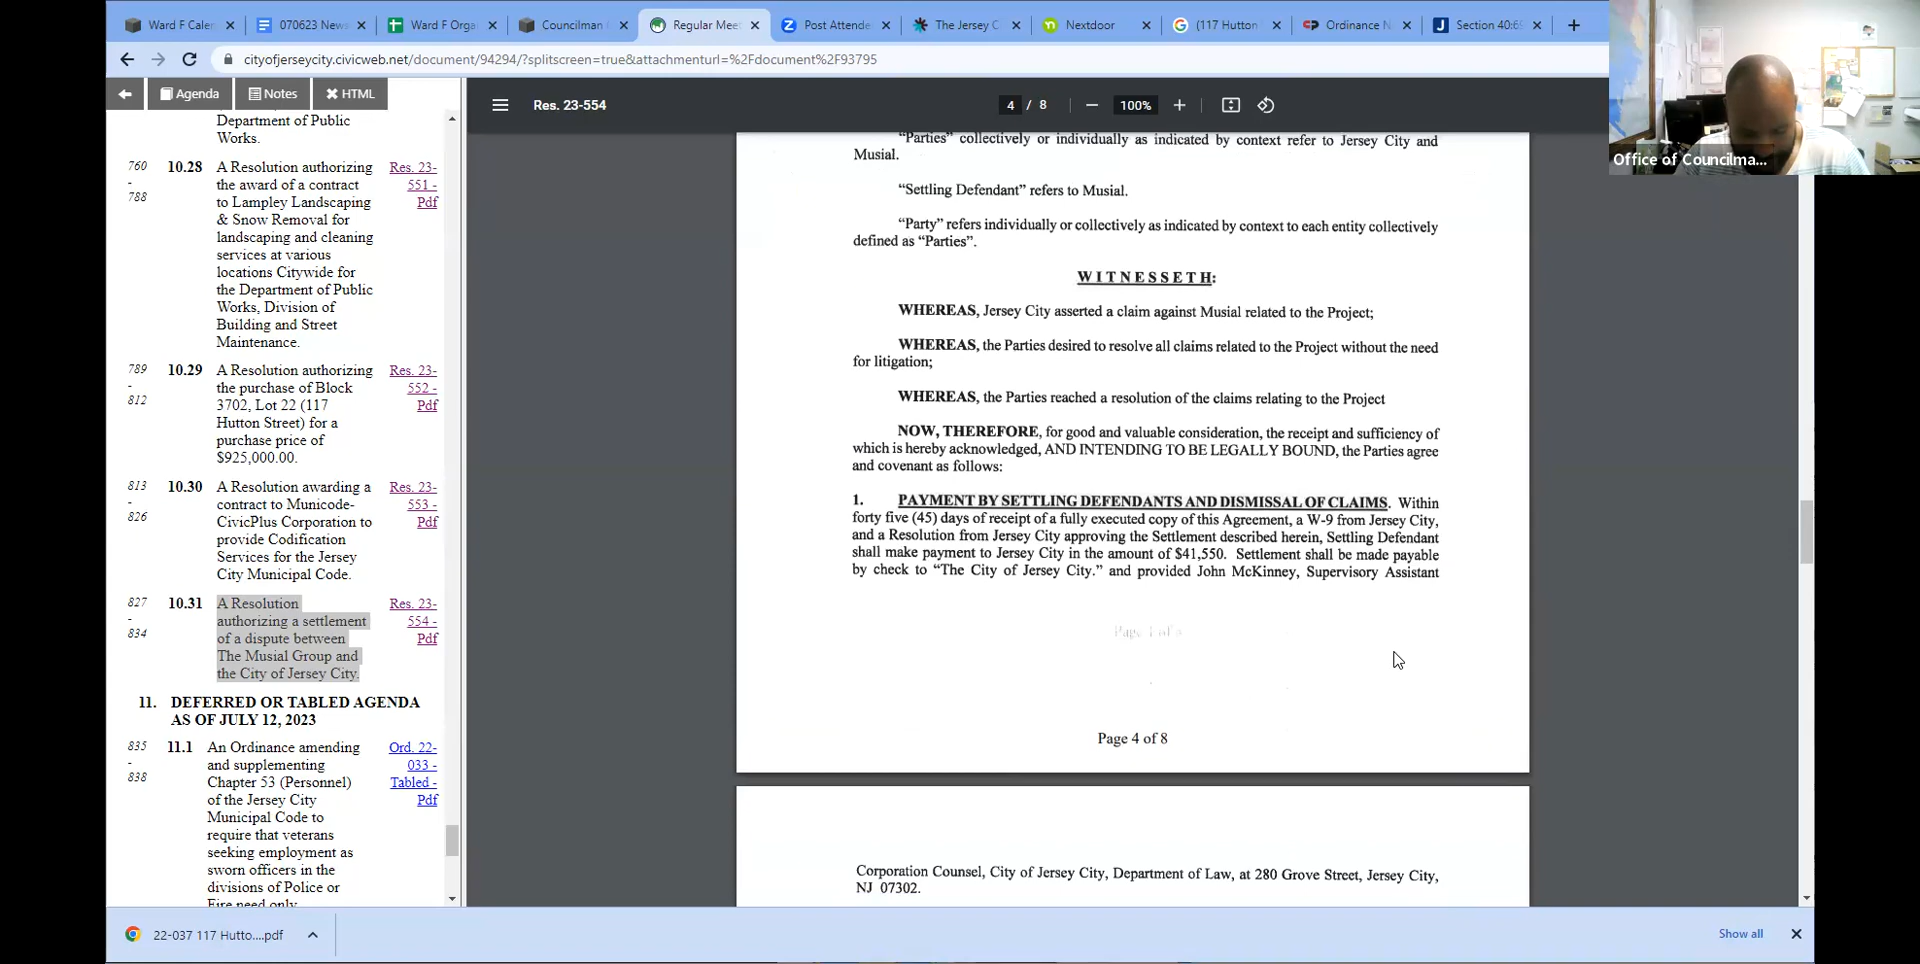 Ward F Caler
070623 News
Ward F Orga
Councilman
Regular Meet
Post Attende
The Jersey C
Nextdoor
(117 Hutton
Ordinance N
Section 40:69
cityofjerseycity.civicweb.net/document/94294/?splitscreen=true&attachmenturl=%2Fdocument%2F93795
Agenda
Notes
HTML
Res. 23-554
4 / 8
100%
Office of Councilma...
Department of Public
Works.
760
-
788
10.28
A Resolution authorizing
the award of a contract
to Lampley Landscaping
& Snow Removal for
landscaping and cleaning
services at various
locations Citywide for
the Department of Public
Works, Division of
Building and Street
Maintenance.
Res. 23-
551 -
Pdf
789
-
812
10.29
A Resolution authorizing
the purchase of Block
3702, Lot 22 (117
Hutton Street) for a
purchase price of
$925,000.00.
Res. 23-
552 -
Pdf
813
-
826
10.30
A Resolution awarding a
contract to Municode-
CivicPlus Corporation to
provide Codification
Services for the Jersey
City Municipal Code.
Res. 23-
553 -
Pdf
827
-
834
10.31
A Resolution
authorizing a settlement
of a dispute between
The Musial Group and
the City of Jersey City.
Res. 23-
554 -
Pdf
11. DEFERRED OR TABLED AGENDA
AS OF JULY 12, 2023
835
-
838
11.1
An Ordinance amending
and supplementing
Chapter 53 (Personnel)
of the Jersey City
Municipal Code to
require that veterans
seeking employment as
sworn officers in the
divisions of Police or
Fire need only
Ord. 22-
033 -
Tabled -
Pdf
“Parties” collectively or individually as indicated by context refer to Jersey City and
Musial.
“Settling Defendant” refers to Musial.
“Party” refers individually or collectively as indicated by context to each entity collectively
defined as “Parties”.
WITNESSETH:
WHEREAS, Jersey City asserted a claim against Musial related to the Project;
WHEREAS, the Parties desired to resolve all claims related to the Project without the need
for litigation;
WHEREAS, the Parties reached a resolution of the claims relating to the Project
NOW, THEREFORE, for good and valuable consideration, the receipt and sufficiency of
which is hereby acknowledged, AND INTENDING TO BE LEGALLY BOUND, the Parties agree
and covenant as follows:
1. PAYMENT BY SETTLING DEFENDANTS AND DISMISSAL OF CLAIMS. Within
forty five (45) days of receipt of a fully executed copy of this Agreement, a W-9 from Jersey City,
and a Resolution from Jersey City approving the Settlement described herein, Settling Defendant
shall make payment to Jersey City in the amount of $41,550. Settlement shall be made payable
by check to “The City of Jersey City.” and provided John McKinney, Supervisory Assistant
Page 4 of 8
Corporation Counsel, City of Jersey City, Department of Law, at 280 Grove Street, Jersey City,
NJ 07302.
22-037 117 Hutto....pdf
Show all